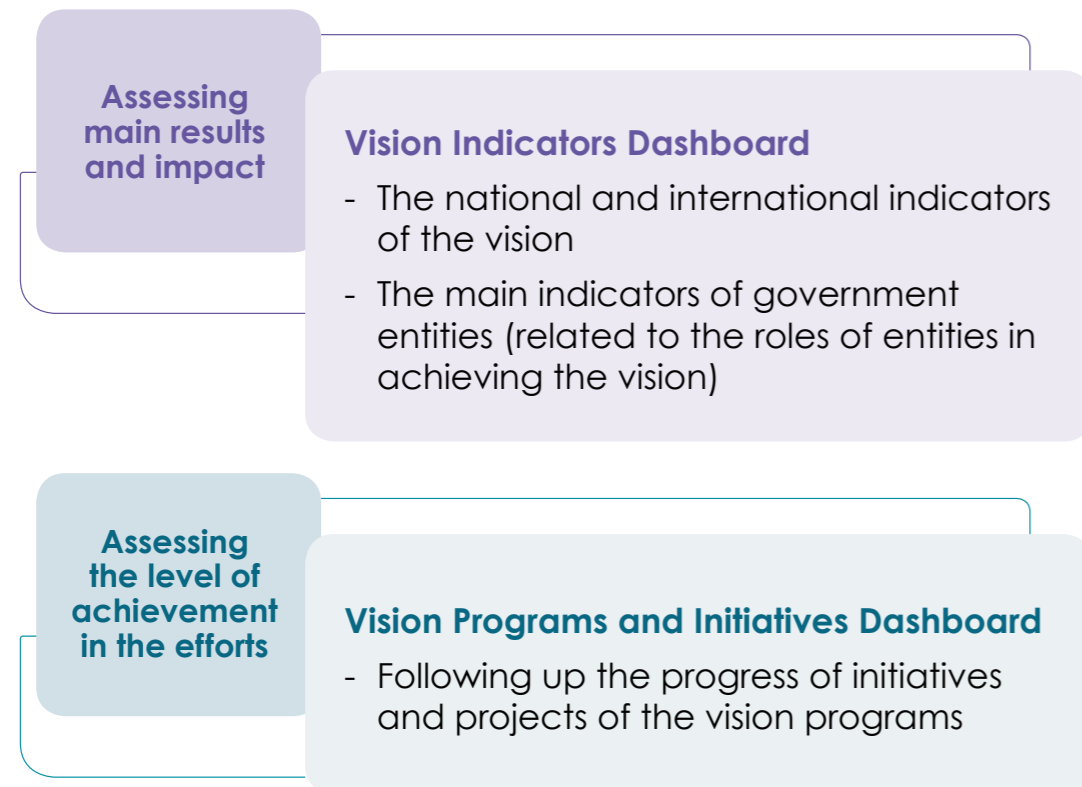 Assessing
main results
and impact
Vision Indicators Dashboard
- The national and international indicators
of the vision
- The main indicators of government
entities (related to the roles of entities in
achieving the vision)
Assessing
the level of
achievement
in the efforts
Vision Programs and Initiatives Dashboard
- Following up the progress of initiatives
and projects of the vision programs